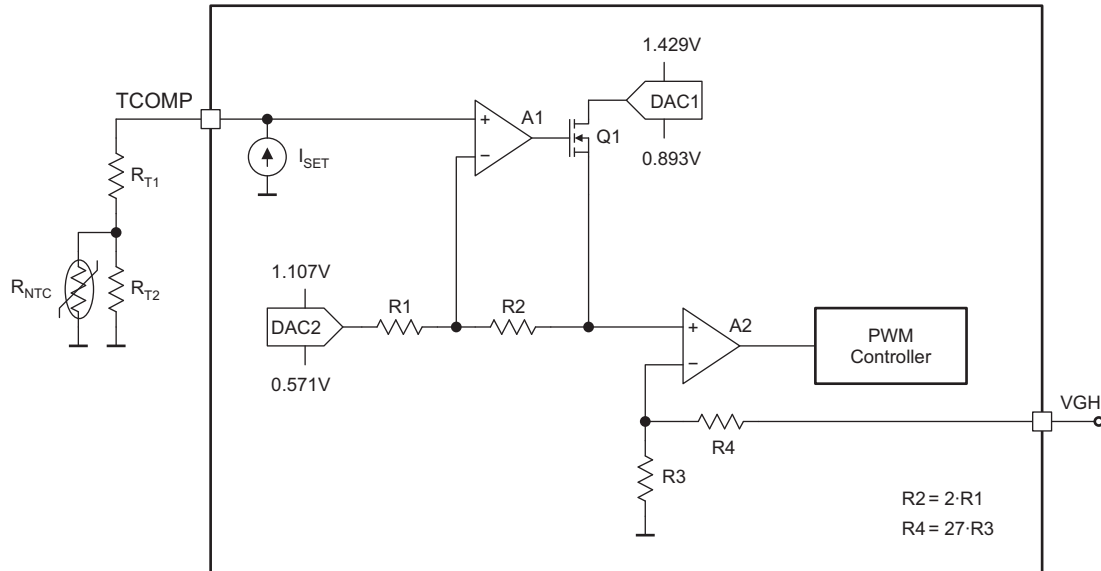 1.429V
TCOMP
A1
DAC1
Q1
+
−
I_SET
0.893V
R_T1
R_NTC
R_T2
1.107V
R1
R2
DAC2
A2
+
−
PWM
Controller
0.571V
VGH
R4
R3
R2 = 2·R1
R4 = 27·R3